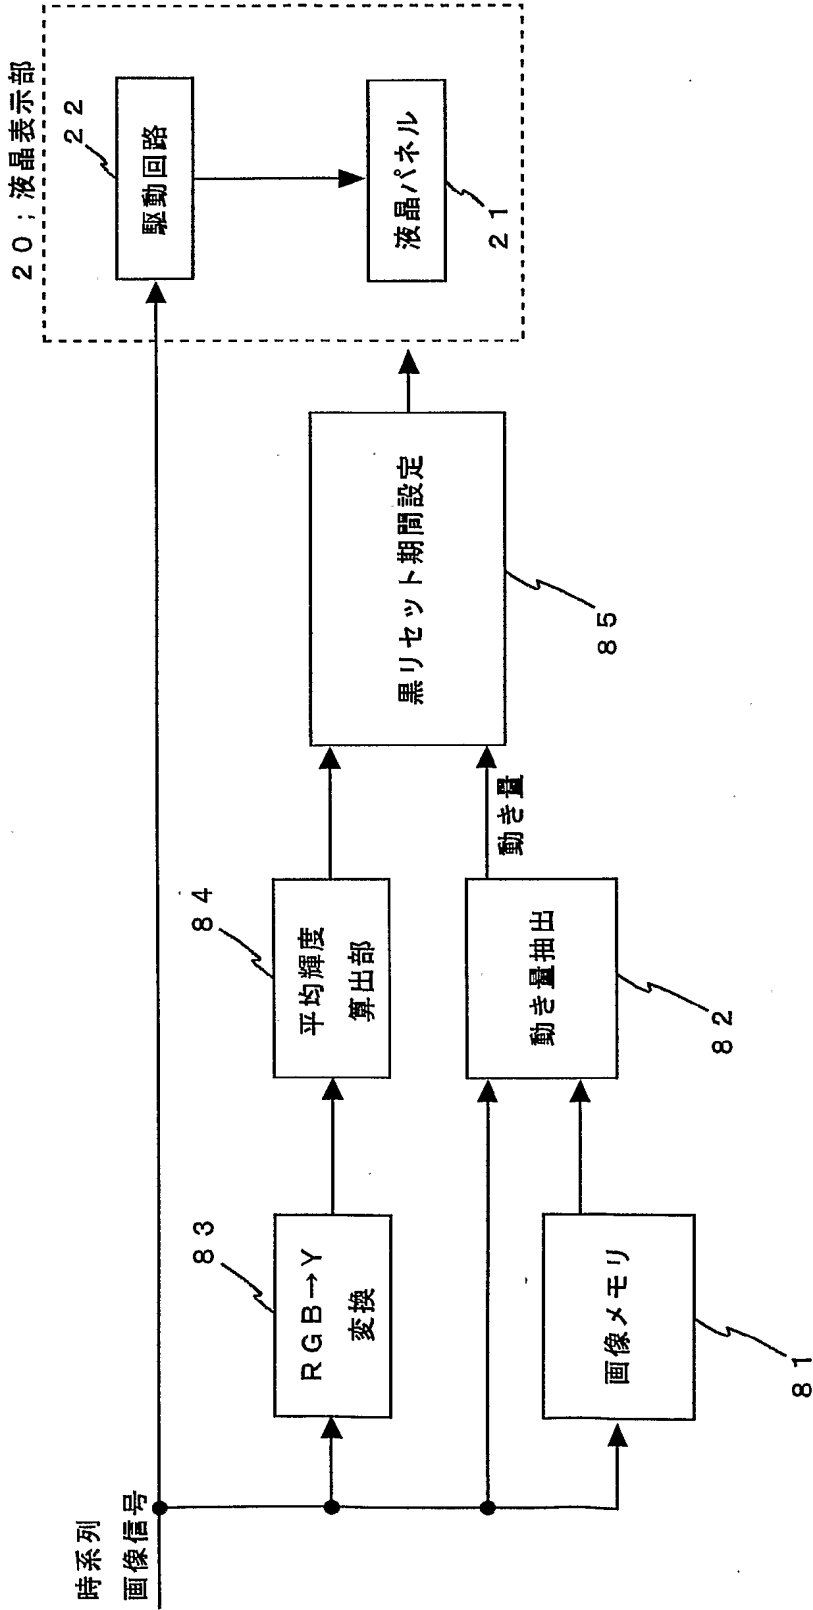 時系列
画像信号
20；液晶表示部
22
駆動回路
液晶パネル
21
83
RGB→Y
変換
84
平均輝度
算出部
黒リセット期間設定
85
動き量
動き量抽出
82
画像メモリ
81